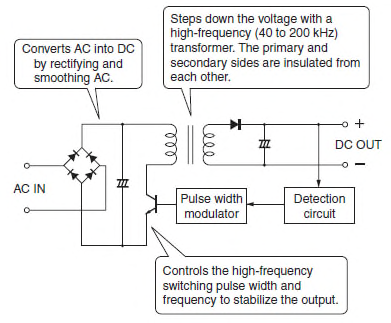 Steps down the voltage with a
high-frequency (40 to 200 kHz)
transformer. The primary and
secondary sides are insulated from
each other.
Converts AC into DC
by rectifying and
smoothing AC.
+
DC OUT
−
AC IN
Pulse width
modulator
Detection
circuit
Controls the high-frequency
switching pulse width and
frequency to stabilize the output.